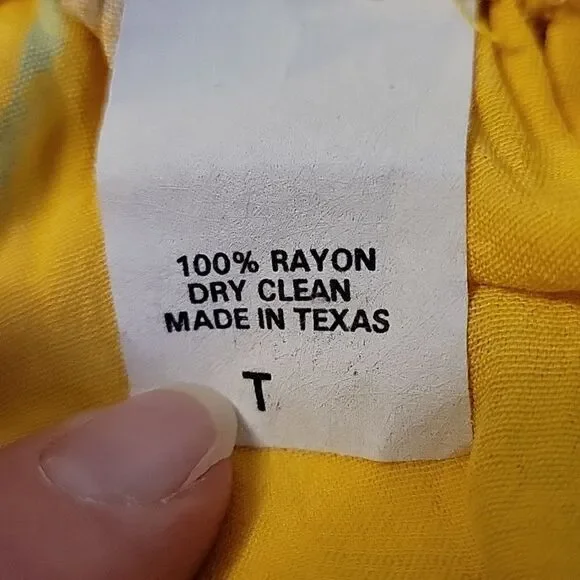 100% RAYON
DRY CLEAN
MADE IN TEXAS
T